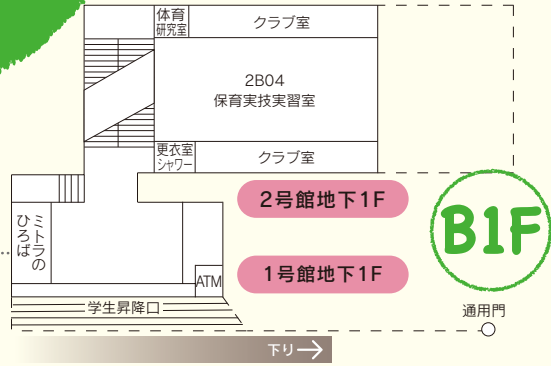 体育
研究室
クラブ室
2B04
保育実技実習室
更衣室
シャワー
クラブ室
2号館地下1F
B1F
ミトラの
ひろば
1号館地下1F
ATM
学生昇降口
通用門
下り